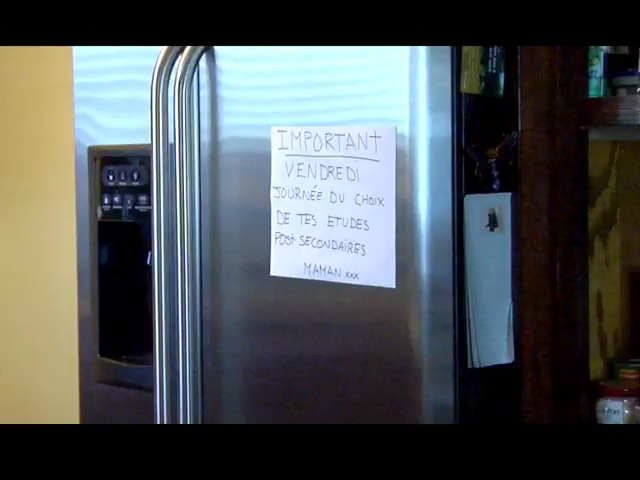 IMPORTANT
VENDREDI
JOURNÉE DU CHOIX
DE TES ETUDES
POST SECONDAIRES
MAMAN xxx